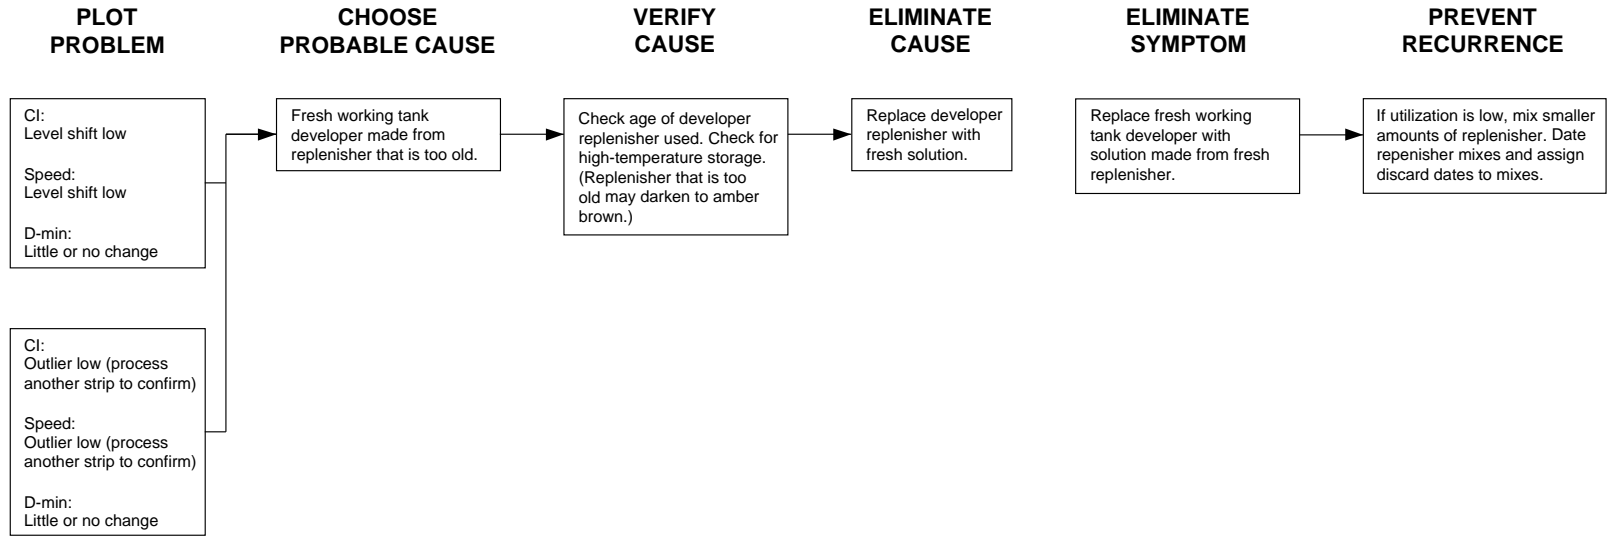 PLOT
PROBLEM
CHOOSE
PROBABLE CAUSE
VERIFY
CAUSE
ELIMINATE
CAUSE
ELIMINATE
SYMPTOM
PREVENT
RECURRENCE
CI:
Level shift low
Speed:
Level shift low
D-min:
Little or no change
CI:
Outlier low (process
another strip to confirm)
Speed:
Outlier low (process
another strip to confirm)
D-min:
Little or no change
Fresh working tank
developer made from
replenisher that is too old.
Check age of developer
replenisher used. Check for
high-temperature storage.
(Replenisher that is too
old may darken to amber
brown.)
Replace developer
replenisher with
fresh solution.
Replace fresh working
tank developer with
solution made from fresh
replenisher.
If utilization is low, mix smaller
amounts of replenisher. Date
repenisher mixes and assign
discard dates to mixes.